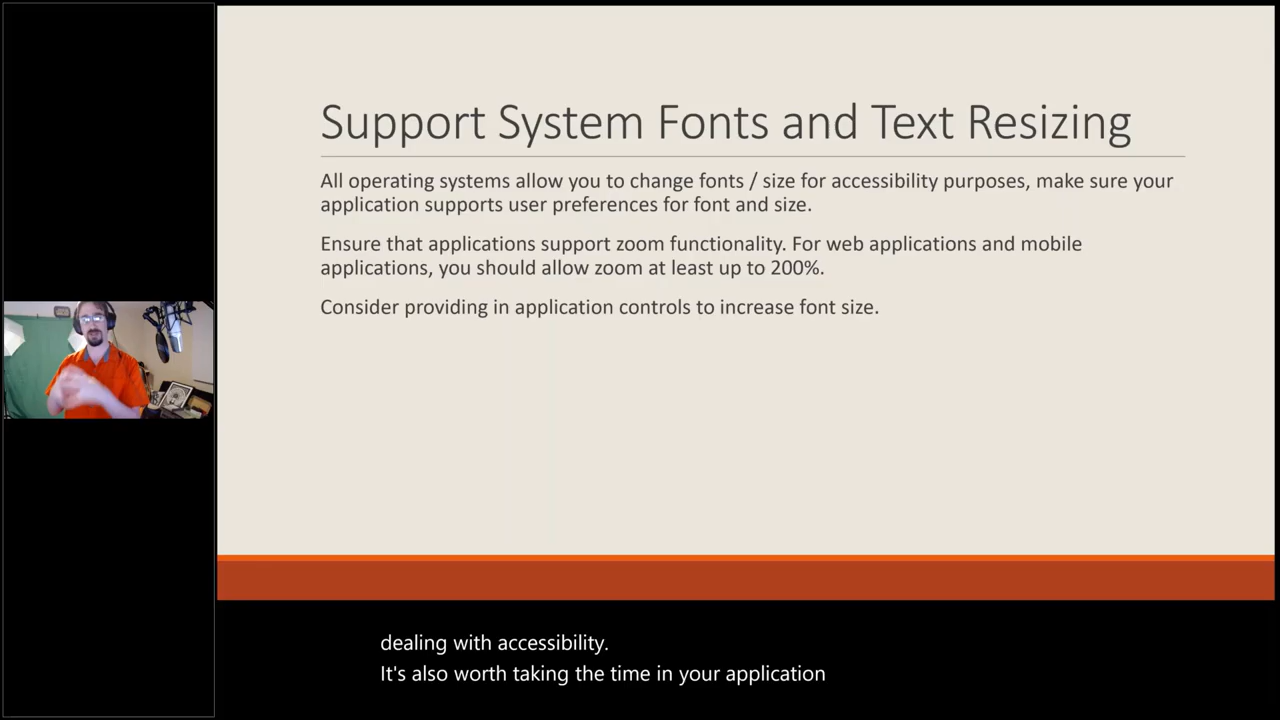 Support System Fonts and Text Resizing
All operating systems allow you to change fonts / size for accessibility purposes, make sure your
application supports user preferences for font and size.
Ensure that applications support zoom functionality. For web applications and mobile
applications, you should allow zoom at least up to 200%.
Consider providing in application controls to increase font size.
dealing with accessibility.
It's also worth taking the time in your application